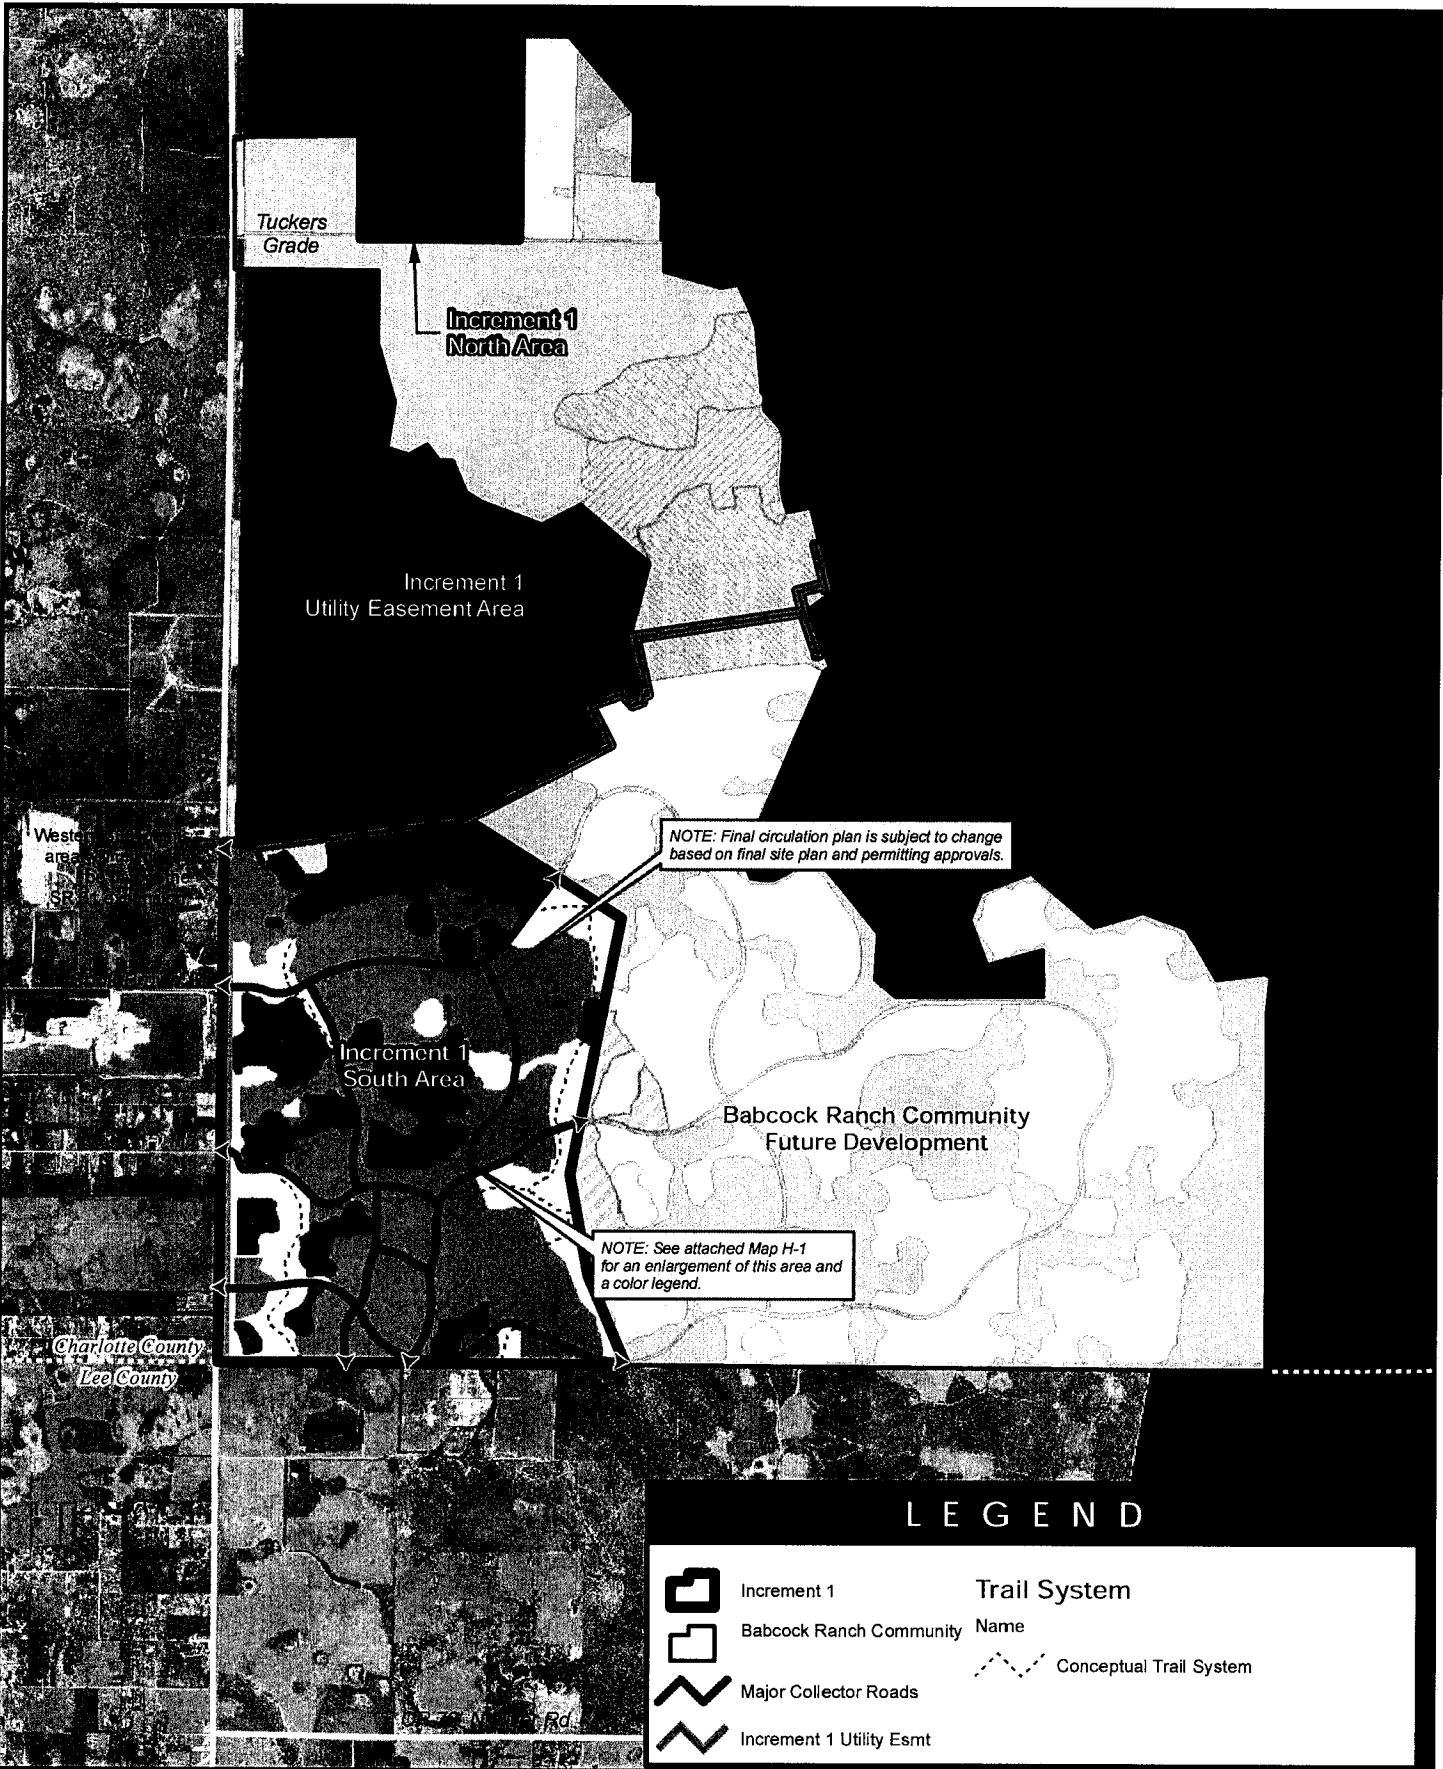 Tuckers
Grade
Increment 1
North Area
Increment 1
Utility Easement Area
NOTE: Final circulation plan is subject to change
based on final site plan and permitting approvals.
Increment 1
South Area
Babcock Ranch Community
Future Development
NOTE: See attached Map H-1
for an enlargement of this area and
a color legend.
Charlotte County
Lee County
Rd
LEGEND
Increment 1
Babcock Ranch Community
Major Collector Roads
Increment 1 Utility Esmt
Trail System
Name
Conceptual Trail System